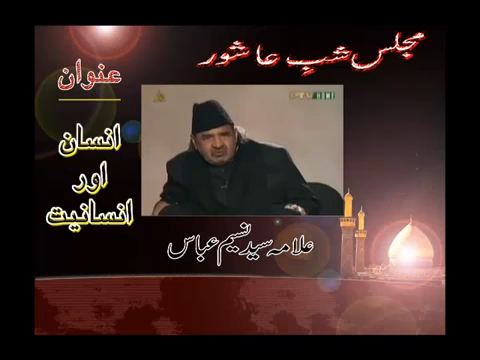 مجلس شبِ عاشور
عنوان
انسان
اور
انسانیت
علامہ سید نسیم عباس